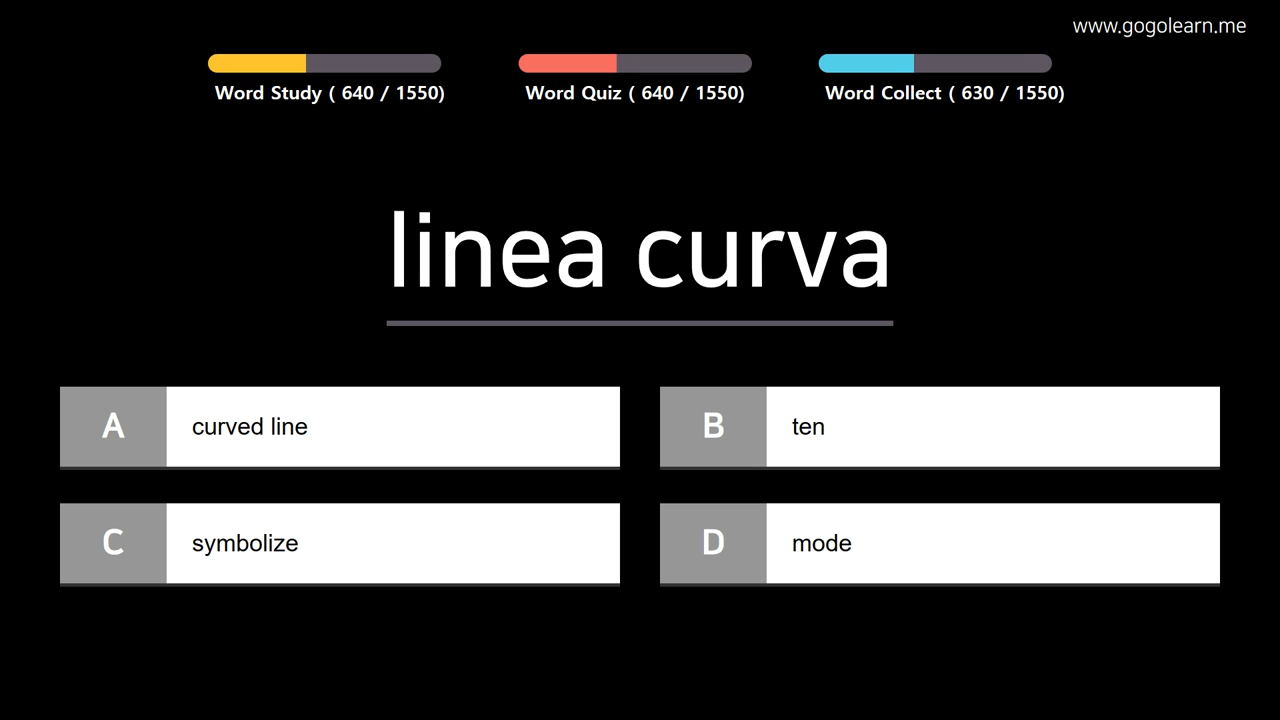 www.gogolearn.me
Word Study ( 640 / 1550)
Word Quiz ( 640 / 1550)
Word Collect ( 630 / 1550)
linea curva
A
curved line
B
ten
C
symbolize
D
mode